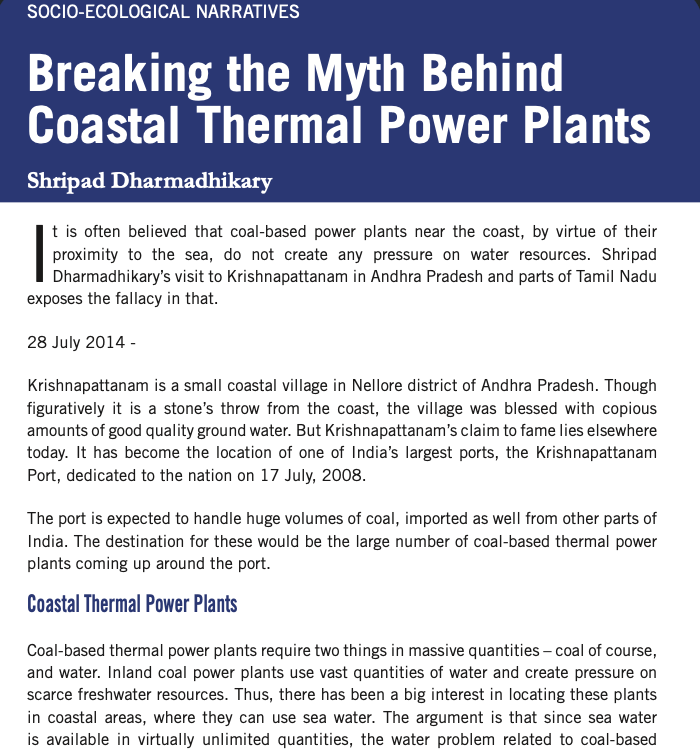 SOCIO-ECOLOGICAL NARRATIVES
Breaking the Myth Behind
Coastal Thermal Power Plants
Shripad Dharmadhikary
It is often believed that coal-based power plants near the coast, by virtue of their
proximity to the sea, do not create any pressure on water resources. Shripad
Dharmadhikary’s visit to Krishnapattanam in Andhra Pradesh and parts of Tamil Nadu
exposes the fallacy in that.
28 July 2014 -
Krishnapattanam is a small coastal village in Nellore district of Andhra Pradesh. Though
figuratively it is a stone’s throw from the coast, the village was blessed with copious
amounts of good quality ground water. But Krishnapattanam’s claim to fame lies elsewhere
today. It has become the location of one of India’s largest ports, the Krishnapattanam
Port, dedicated to the nation on 17 July, 2008.
The port is expected to handle huge volumes of coal, imported as well from other parts of
India. The destination for these would be the large number of coal-based thermal power
plants coming up around the port.
Coastal Thermal Power Plants
Coal-based thermal power plants require two things in massive quantities – coal of course,
and water. Inland coal power plants use vast quantities of water and create pressure on
scarce freshwater resources. Thus, there has been a big interest in locating these plants
in coastal areas, where they can use sea water. The argument is that since sea water
is available in virtually unlimited quantities, the water problem related to coal-based